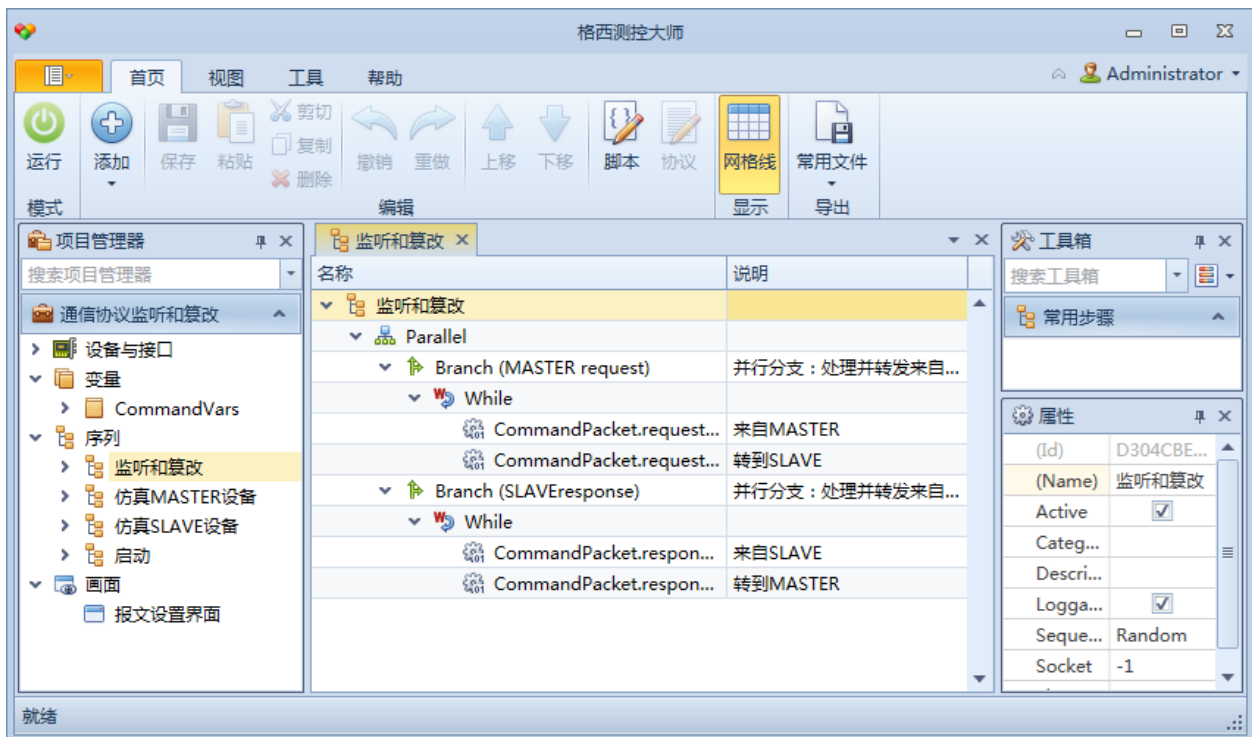 格西测控大师
首页 视图 工具 帮助 Administrator
运行 添加 保存 粘贴 剪切 复制 删除 撤销 重做 上移 下移 脚本 协议 网格线 常用文件
模式 编辑 显示 导出
项目管理器
搜索项目管理器
通信协议监听和篡改
设备与接口
变量
CommandVars
序列
监听和篡改
仿真MASTER设备
仿真SLAVE设备
启动
画面
报文设置界面
监听和篡改
名称 说明
监听和篡改
Parallel
Branch (MASTER request) 并行分支：处理并转发来自...
While
CommandPacket.request... 来自MASTER
CommandPacket.request... 转到SLAVE
Branch (SLAVEresponse) 并行分支：处理并转发来自...
While
CommandPacket.respon... 来自SLAVE
CommandPacket.respon... 转到MASTER
工具箱
搜索工具箱
常用步骤
属性
(Id) D304CBE...
(Name) 监听和篡改
Active
Categ...
Descri...
Logga...
Seque... Random
Socket -1
就绪